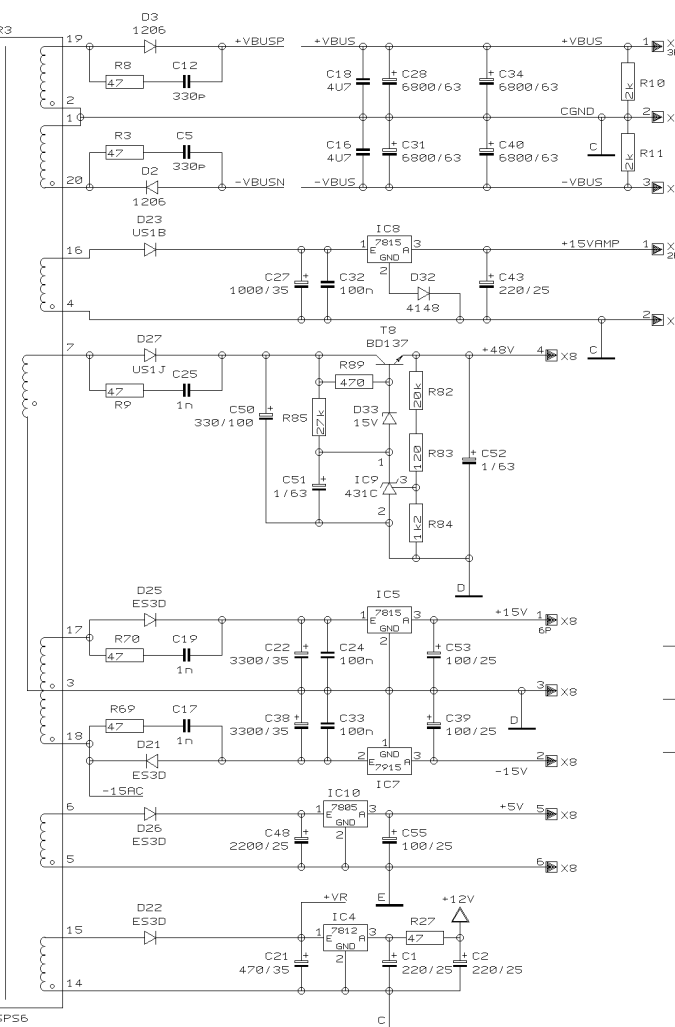 R3
19
D3
1206
+VBUSP
+VBUS
+VBUS
1
X
R8
C12
47
330P
C18
4U7
+ C28
6800/63
+ C34
6800/63
2k
R10
2
1
CGND
2
X
R3
C5
47
330P
D2
C16
4U7
+ C31
6800/63
+ C40
6800/63
C
2k
R11
20
1206
-VBUSN
-VBUS
-VBUS
3
X
D23
US1B
16
IC8
1
7815
3
E
A
GND
2
+15VAMP
1
X
C27
1000/35
+
C32
100n
D32
4148
+ C43
220/25
4
2
X
C
7
D27
US1J
T8
BD137
+48V
4
X8
C25
47
R9
1n
R89
470
20k
R82
C50
330/100
+
R85
27k
D33
15V
120
R83
C51
1/63
+
1
IC9
431C
3
2
1k2
R84
+ C52
1/63
D
D25
ES3D
17
IC5
1
7815
3
E
A
GND
2
+15V
1
X8
6P
R70
C19
47
1n
C22
3300/35
+
C24
100n
+ C53
100/25
3
3
X8
R69
C17
47
1n
C38
3300/35
+
C33
100n
+ C39
100/25
D
18
D21
ES3D
1
GND
2
E
A
3
7915
IC7
2
X8
-15V
-15AC
6
D26
ES3D
IC10
1
7805
3
E
A
GND
2
+5V
5
X8
C48
2200/25
+
+ C55
100/25
5
6
X8
E
+VR
+12V
D22
ES3D
15
IC4
1
7812
3
E
A
GND
2
R27
47
C21
470/35
+
+ C1
220/25
+ C2
220/25
14
C
SPS6